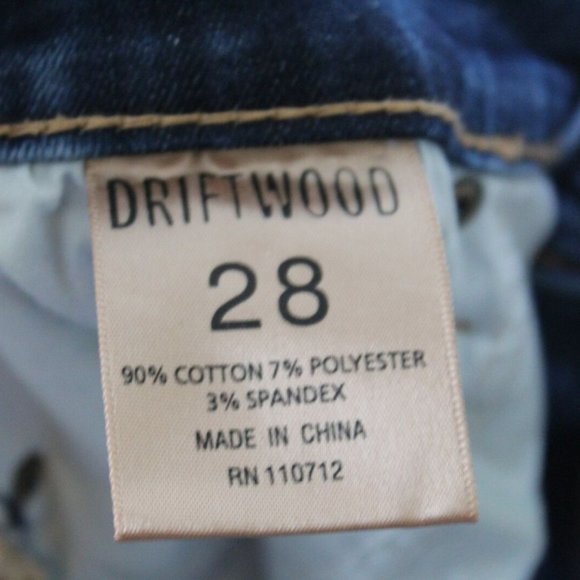 DRIFTWOOD
28
90% COTTON 7% POLYESTER
3% SPANDEX
MADE IN CHINA
RN 110712